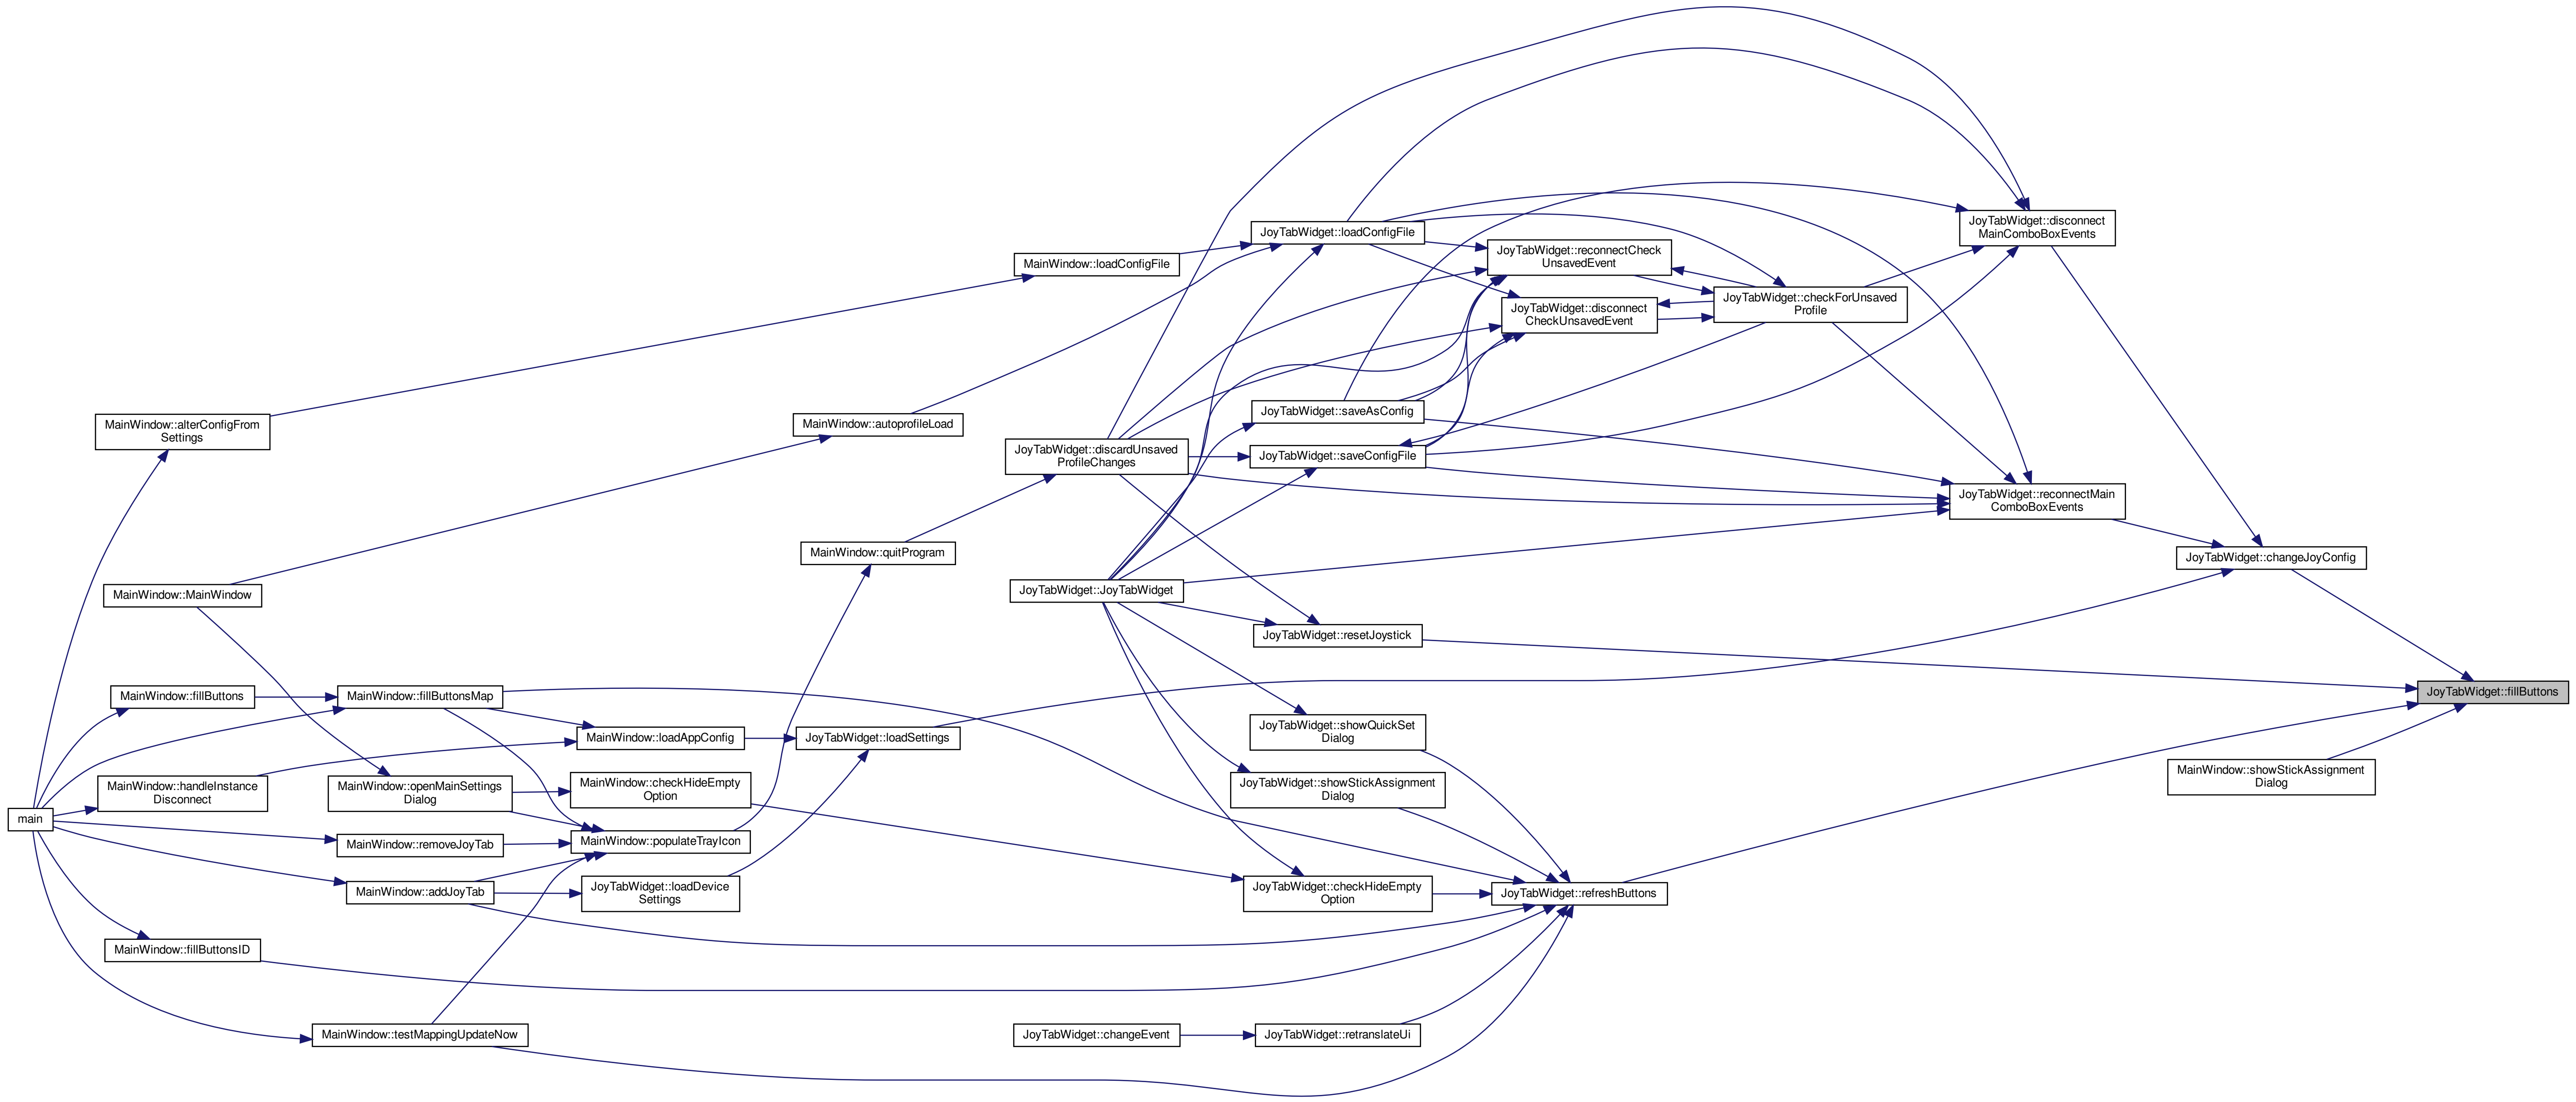 JoyTabWidget::disconnect
MainComboBoxEvents
JoyTabWidget::loadConfigFile
JoyTabWidget::reconnectCheck
UnsavedEvent
MainWindow::loadConfigFile
JoyTabWidget::checkForUnsaved
Profile
JoyTabWidget::disconnect
CheckUnsavedEvent
JoyTabWidget::saveAsConfig
MainWindow::alterConfigFrom
Settings
MainWindow::autoprofileLoad
JoyTabWidget::discardUnsaved
ProfileChanges
JoyTabWidget::saveConfigFile
JoyTabWidget::reconnectMain
ComboBoxEvents
MainWindow::quitProgram
JoyTabWidget::changeJoyConfig
MainWindow::MainWindow
JoyTabWidget::JoyTabWidget
JoyTabWidget::resetJoystick
MainWindow::fillButtons
MainWindow::fillButtonsMap
JoyTabWidget::fillButtons
MainWindow::loadAppConfig
JoyTabWidget::loadSettings
JoyTabWidget::showQuickSet
Dialog
MainWindow::showStickAssignment
Dialog
MainWindow::handleInstance
Disconnect
MainWindow::openMainSettings
Dialog
MainWindow::checkHideEmpty
Option
JoyTabWidget::showStickAssignment
Dialog
main
MainWindow::removeJoyTab
MainWindow::populateTrayIcon
MainWindow::addJoyTab
JoyTabWidget::loadDevice
Settings
JoyTabWidget::checkHideEmpty
Option
JoyTabWidget::refreshButtons
MainWindow::fillButtonsID
MainWindow::testMappingUpdateNow
JoyTabWidget::changeEvent
JoyTabWidget::retranslateUi